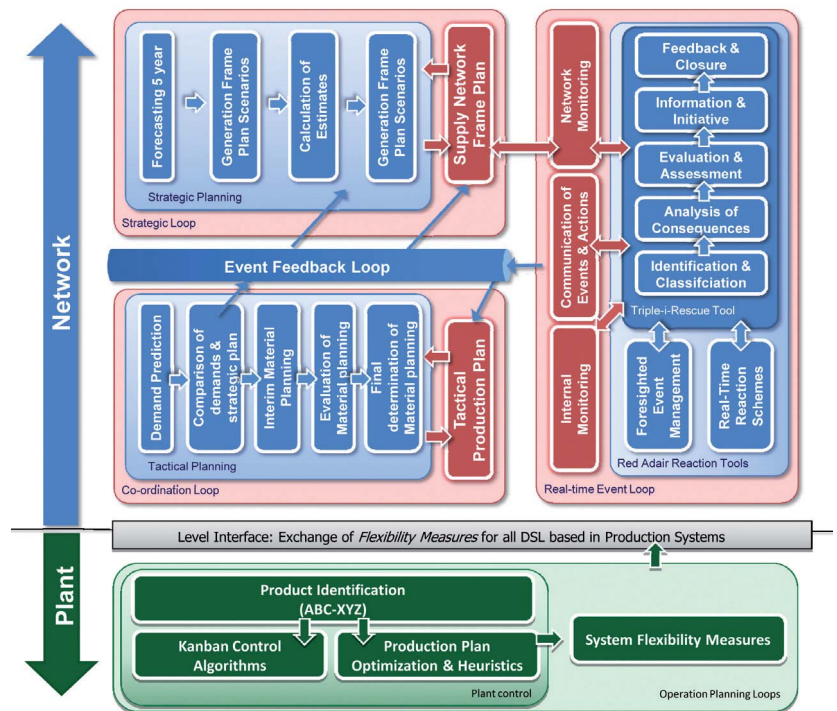 Network
Forecasting 5 year
Generation Frame
Plan Scenarios
Calculation of
Estimates
Generation Frame
Plan Scenarios
Supply Network
Frame Plan
Strategic Planning
Strategic Loop
Event Feedback Loop
Demand Prediction
Comparison of
demands &
strategic plan
Interim Material
Planning
Evaluation of
Material planning
Final
determination of
Material planning
Tactical
Production Plan
Tactical Planning
Co-ordination Loop
Network
Monitoring
Communication of
Events & Actions
Internal
Monitoring
Feedback &
Closure
Information &
Initiative
Evaluation &
Assessment
Analysis of
Consequences
Identification &
Classifciation
Triple-i-Rescue Tool
Foresighted
Event
Management
Real-Time
Reaction
Schemes
Red Adair Reaction Tools
Real-time Event Loop
Level Interface: Exchange of Flexibility Measures for all DSL based in Production Systems
Plant
Product Identification
(ABC-XYZ)
Kanban Control
Algorithms
Production Plan
Optimization & Heuristics
System Flexibility Measures
Plant control
Operation Planning Loops